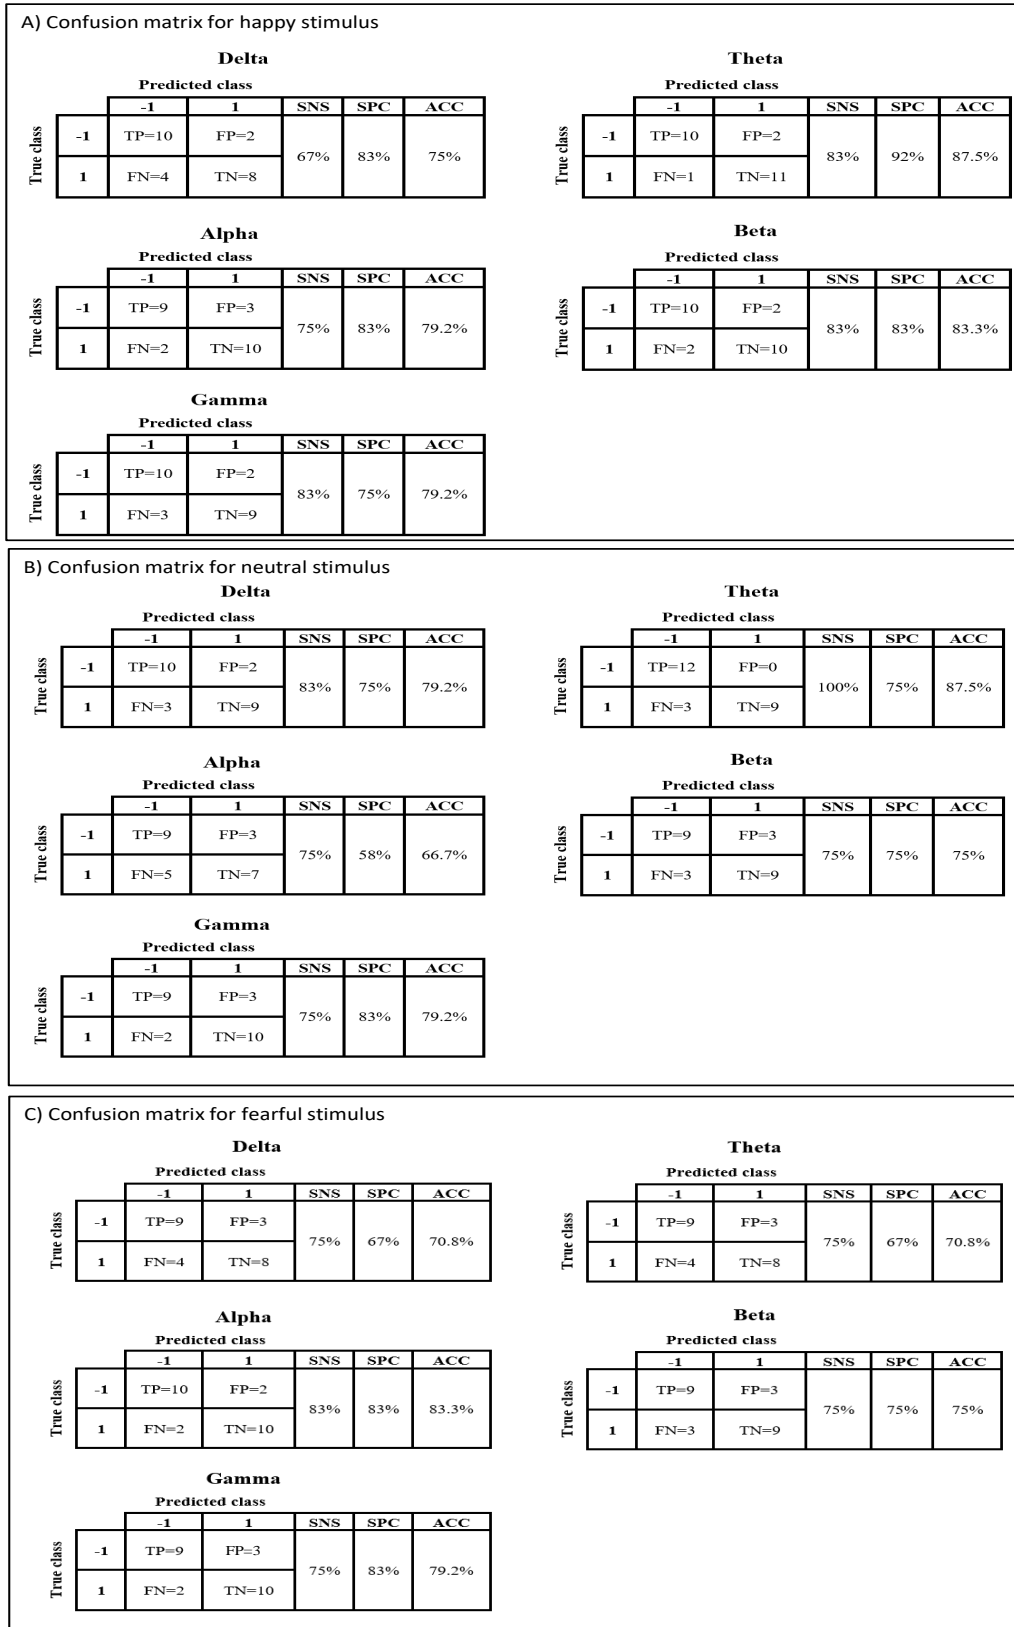 A) Confusion matrix for happy stimulus
Delta
Predicted class
-1 1 SNS SPC ACC
True class
-1 TP=10 FP=2
67% 83% 75%
1 FN=4 TN=8
Theta
Predicted class
-1 1 SNS SPC ACC
True class
-1 TP=10 FP=2
83% 92% 87.5%
1 FN=1 TN=11
Alpha
Predicted class
-1 1 SNS SPC ACC
True class
-1 TP=9 FP=3
75% 83% 79.2%
1 FN=2 TN=10
Beta
Predicted class
-1 1 SNS SPC ACC
True class
-1 TP=10 FP=2
83% 83% 83.3%
1 FN=2 TN=10
Gamma
Predicted class
-1 1 SNS SPC ACC
True class
-1 TP=10 FP=2
83% 75% 79.2%
1 FN=3 TN=9
B) Confusion matrix for neutral stimulus
Delta
Predicted class
-1 1 SNS SPC ACC
True class
-1 TP=10 FP=2
83% 75% 79.2%
1 FN=3 TN=9
Theta
Predicted class
-1 1 SNS SPC ACC
True class
-1 TP=12 FP=0
100% 75% 87.5%
1 FN=3 TN=9
Alpha
Predicted class
-1 1 SNS SPC ACC
True class
-1 TP=9 FP=3
75% 58% 66.7%
1 FN=5 TN=7
Beta
Predicted class
-1 1 SNS SPC ACC
True class
-1 TP=9 FP=3
75% 75% 75%
1 FN=3 TN=9
Gamma
Predicted class
-1 1 SNS SPC ACC
True class
-1 TP=9 FP=3
75% 83% 79.2%
1 FN=2 TN=10
C) Confusion matrix for fearful stimulus
Delta
Predicted class
-1 1 SNS SPC ACC
True class
-1 TP=9 FP=3
75% 67% 70.8%
1 FN=4 TN=8
Theta
Predicted class
-1 1 SNS SPC ACC
True class
-1 TP=9 FP=3
75% 67% 70.8%
1 FN=4 TN=8
Alpha
Predicted class
-1 1 SNS SPC ACC
True class
-1 TP=10 FP=2
83% 83% 83.3%
1 FN=2 TN=10
Beta
Predicted class
-1 1 SNS SPC ACC
True class
-1 TP=9 FP=3
75% 75% 75%
1 FN=3 TN=9
Gamma
Predicted class
-1 1 SNS SPC ACC
True class
-1 TP=9 FP=3
75% 83% 79.2%
1 FN=2 TN=10